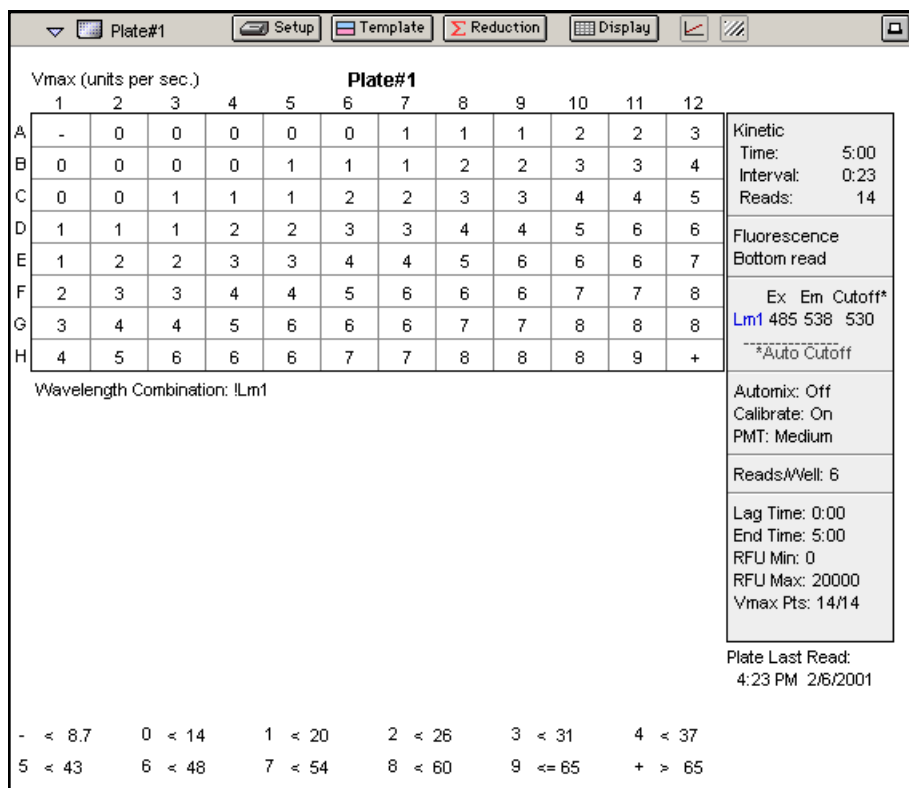 Plate#1 Setup Template Reduction Display
Vmax (units per sec.) Plate#1
1 2 3 4 5 6 7 8 9 10 11 12
A - 0 0 0 0 0 1 1 1 2 2 3
B 0 0 0 0 1 1 1 2 2 3 3 4
C 0 0 1 1 1 2 2 3 3 4 4 5
D 1 1 1 2 2 3 3 4 4 5 6 6
E 1 2 2 3 3 4 4 5 6 6 6 7
F 2 3 3 4 4 5 6 6 6 7 7 8
G 3 4 4 5 6 6 6 7 7 8 8 8
H 4 5 6 6 6 7 7 8 8 8 9 +
Wavelength Combination: !Lm1
Kinetic
Time: 5:00
Interval: 0:23
Reads: 14
Fluorescence
Bottom read
Ex Em Cutoff*
Lm1 485 538 530
*Auto Cutoff
Automix: Off
Calibrate: On
PMT: Medium
Reads/Well: 6
Lag Time: 0:00
End Time: 5:00
RFU Min: 0
RFU Max: 20000
Vmax Pts: 14/14
Plate Last Read:
4:23 PM 2/6/2001
- < 8.7 0 < 14 1 < 20 2 < 26 3 < 31 4 < 37
5 < 43 6 < 48 7 < 54 8 < 60 9 <= 65 + > 65